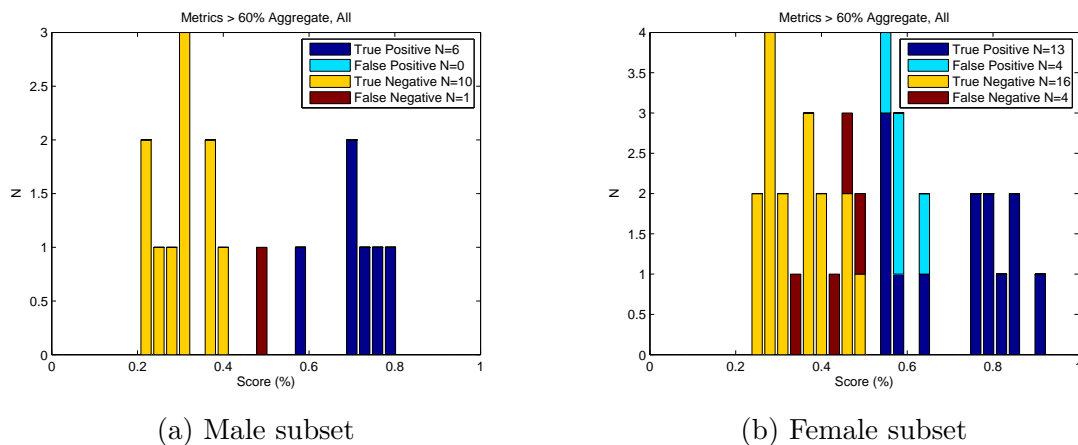 Metrics > 60% Aggregate, All
3
2.5
2
1.5
1
0.5
0
N
True Positive N=6
False Positive N=0
True Negative N=10
False Negative N=1
0 0.2 0.4 0.6 0.8 1
Score (%)
(a) Male subset
Metrics > 60% Aggregate, All
4
3.5
3
2.5
2
1.5
1
0.5
0
N
True Positive N=13
False Positive N=4
True Negative N=16
False Negative N=4
0 0.2 0.4 0.6 0.8 1
Score (%)
(b) Female subset